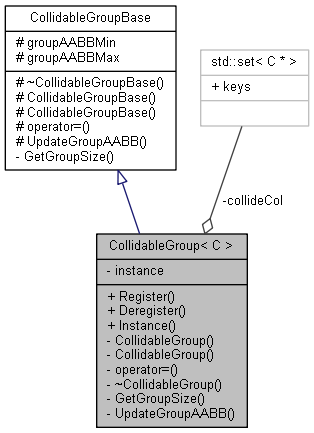 CollidableGroupBase
# groupAABBMin
# groupAABBMax
# ~CollidableGroupBase()
# CollidableGroupBase()
# CollidableGroupBase()
# operator=()
# UpdateGroupAABB()
- GetGroupSize()
std::set< C * >
+ keys
-collideCol
CollidableGroup< C >
- instance
+ Register()
+ Deregister()
+ Instance()
- CollidableGroup()
- CollidableGroup()
- operator=()
- ~CollidableGroup()
- GetGroupSize()
- UpdateGroupAABB()